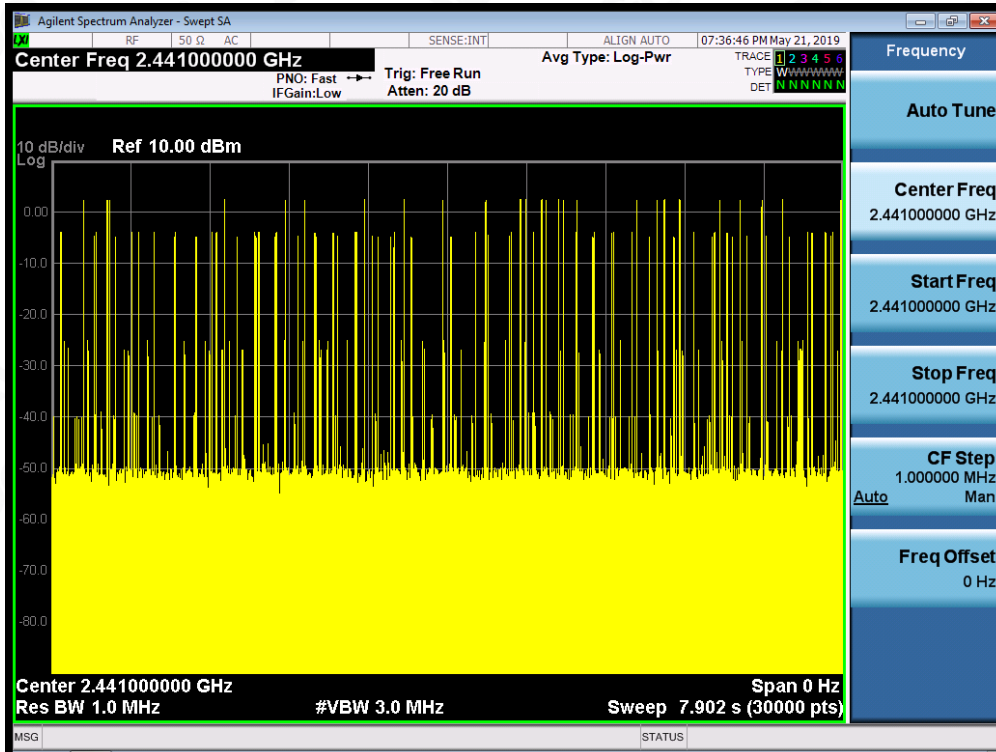 Agilent Spectrum Analyzer - Swept SA
LXI RF 50 Ω AC SENSE:INT ALIGN AUTO 07:36:46 PM May 21, 2019
Center Freq 2.441000000 GHz
PNO: Fast
IFGain:Low
Trig: Free Run
Atten: 20 dB
Avg Type: Log-Pwr
TRACE 1 2 3 4 5 6
TYPE WWWWWWW
DET N N N N N N
10 dB/div Ref 10.00 dBm
Log
0.00
-10.0
-20.0
-30.0
-40.0
-50.0
-60.0
-70.0
-80.0
Center 2.441000000 GHz Span 0 Hz
Res BW 1.0 MHz #VBW 3.0 MHz Sweep 7.902 s (30000 pts)
MSG STATUS
Frequency
Auto Tune
Center Freq
2.441000000 GHz
Start Freq
2.441000000 GHz
Stop Freq
2.441000000 GHz
CF Step
1.000000 MHz
Auto Man
Freq Offset
0 Hz